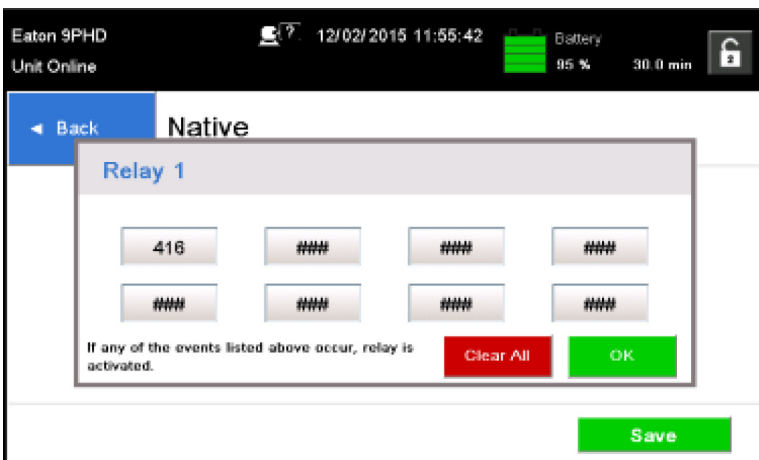 Eaton 9PHD
12/02/2015 11:55:42
Battery
Unit Online
95 %
30.0 min
◄ Back
Native
Relay 1
416
###
###
###
###
###
###
###
If any of the events listed above occur, relay is
activated.
Clear All
OK
Save